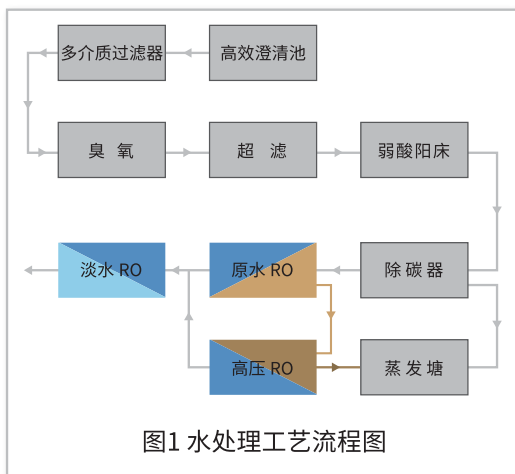 多介质过滤器
高效澄清池
臭 氧
超 滤
弱酸阳床
淡水 RO
原水 RO
除碳器
高压 RO
蒸发塘
图1 水处理工艺流程图